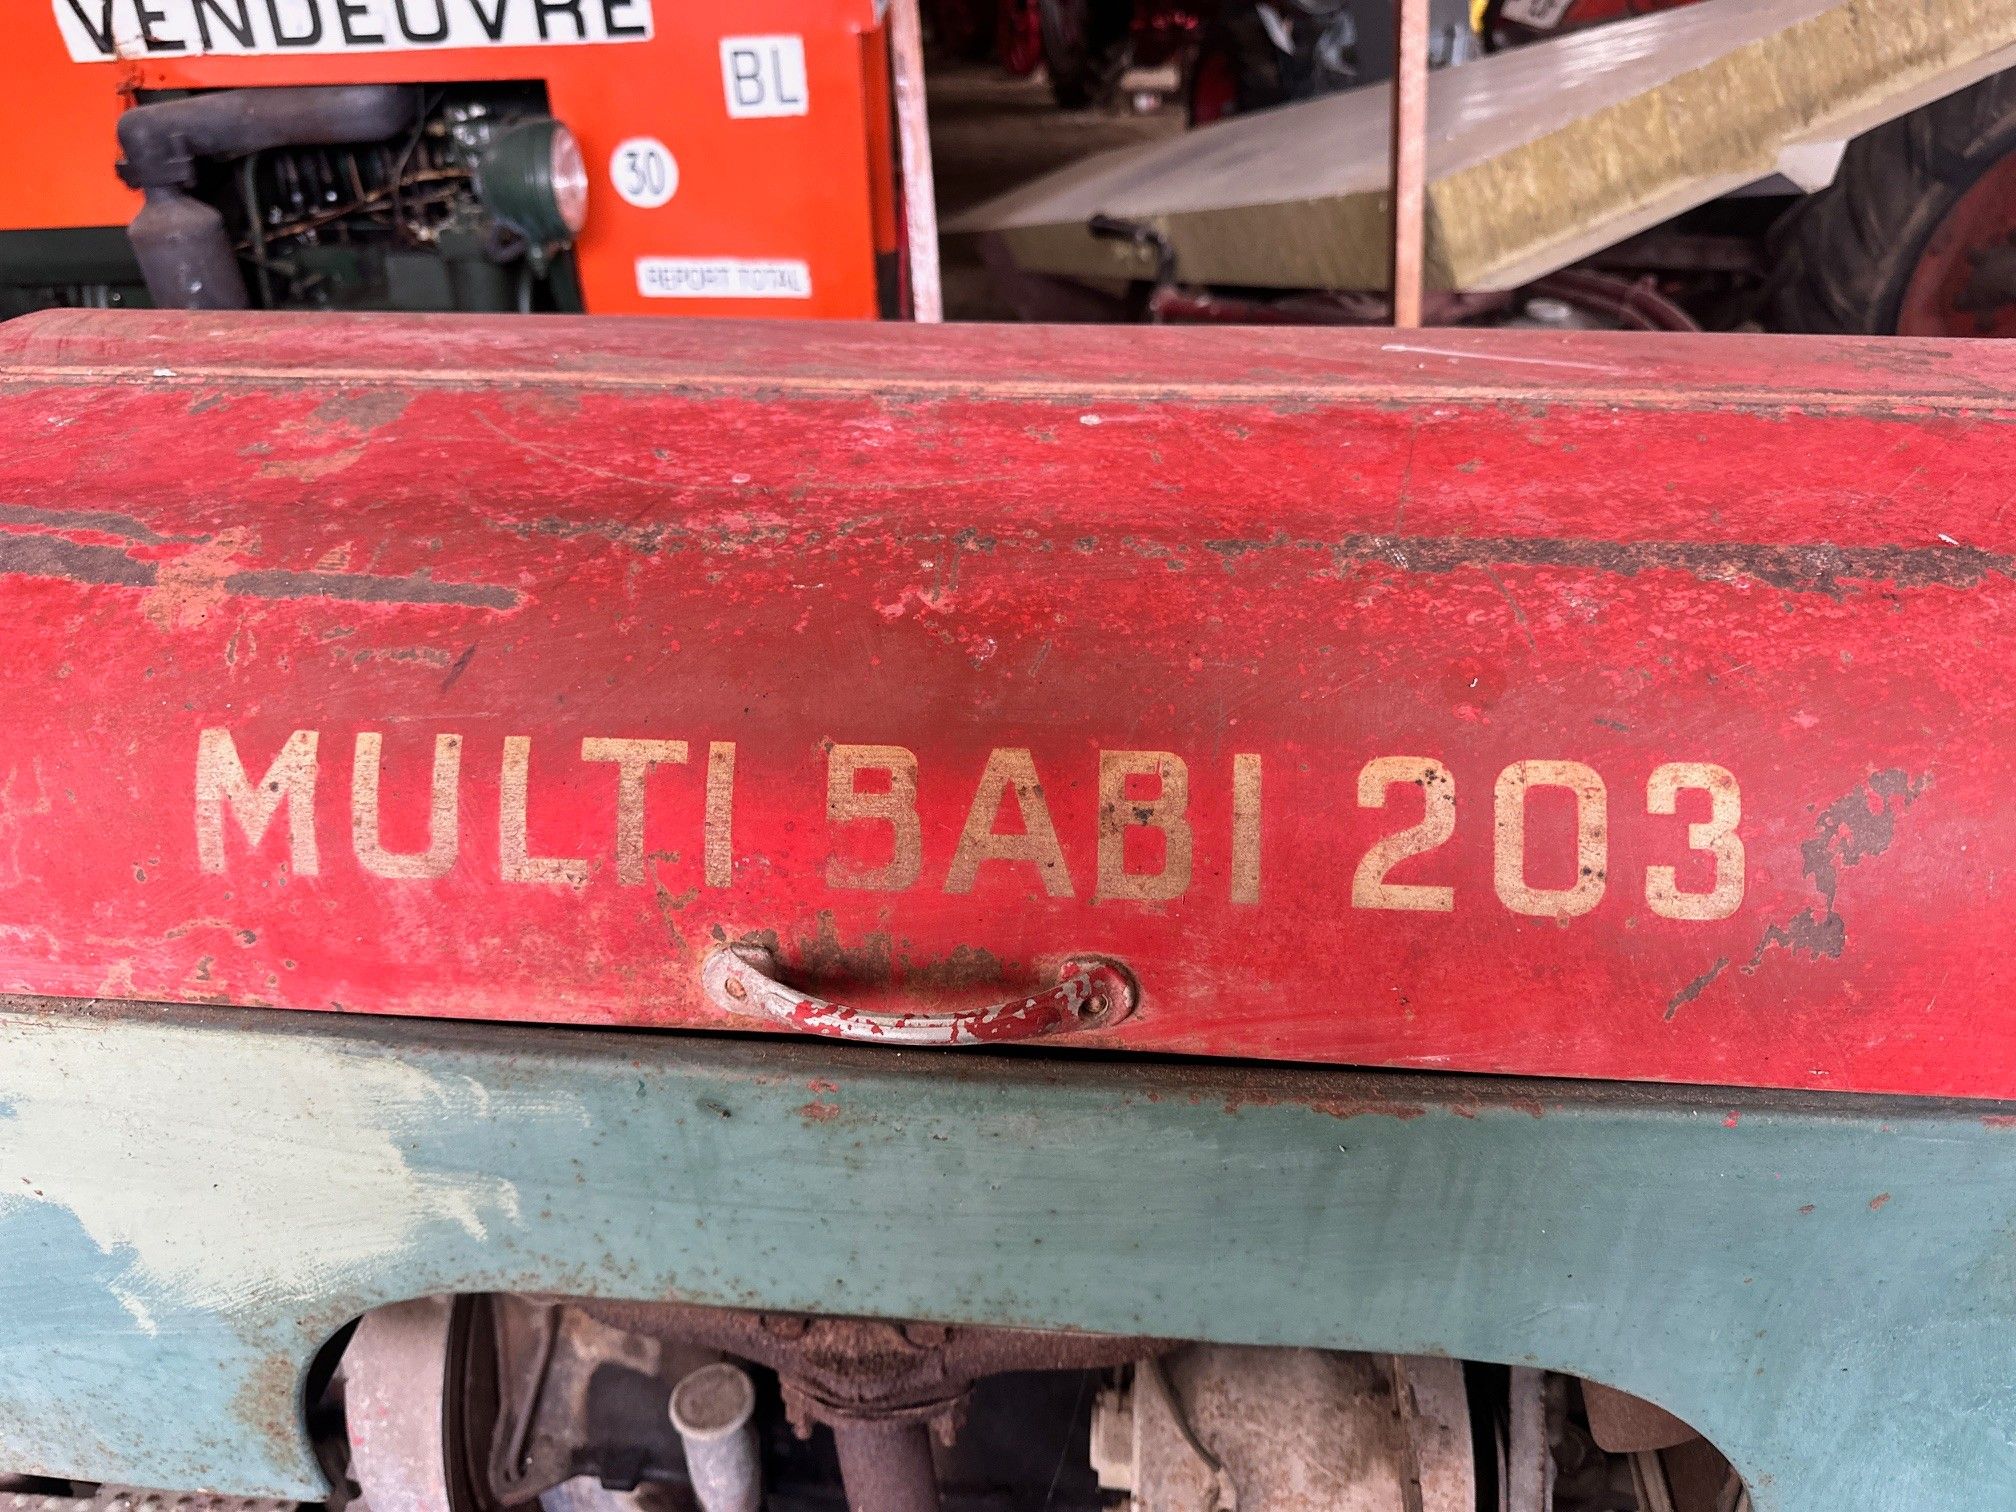 VENDEUVRE
BL
30
REPORT TOTAL
MULTI BABI 203